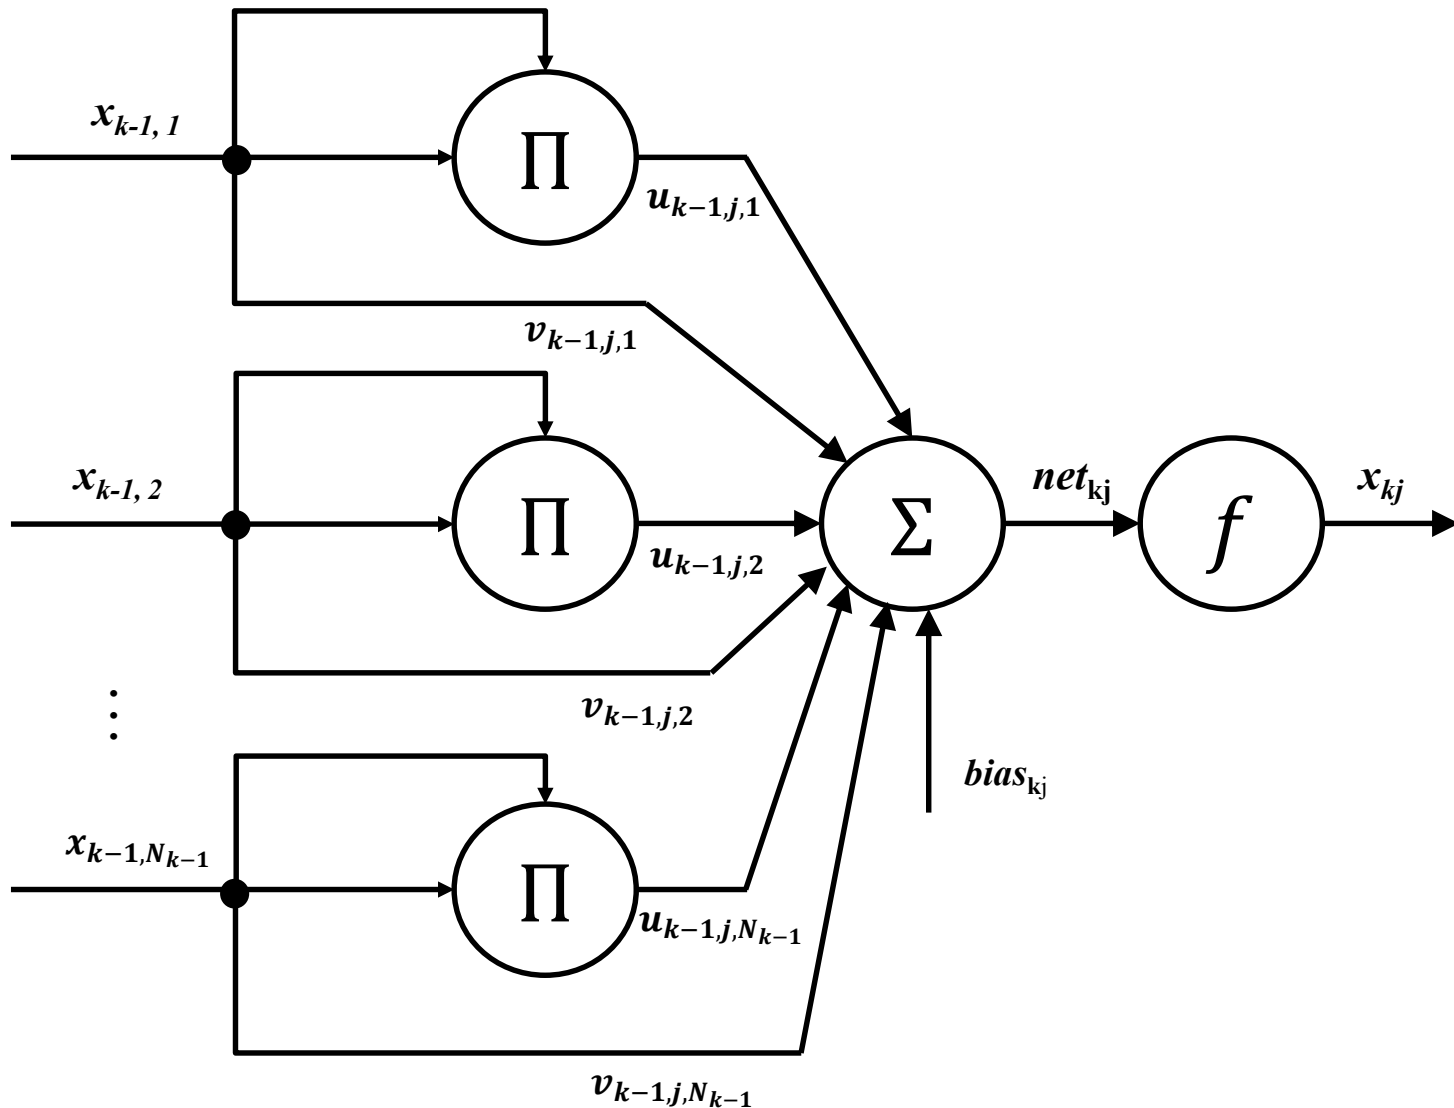 x_{k-1, 1}
∏
u_{k−1,j,1}
v_{k−1,j,1}
x_{k-1, 2}
∏
u_{k−1,j,2}
Σ
net_{kj}
f
x_{kj}
v_{k−1,j,2}
⋮
bias_{kj}
x_{k−1,N_{k−1}}
∏
u_{k−1,j,N_{k−1}}
v_{k−1,j,N_{k−1}}